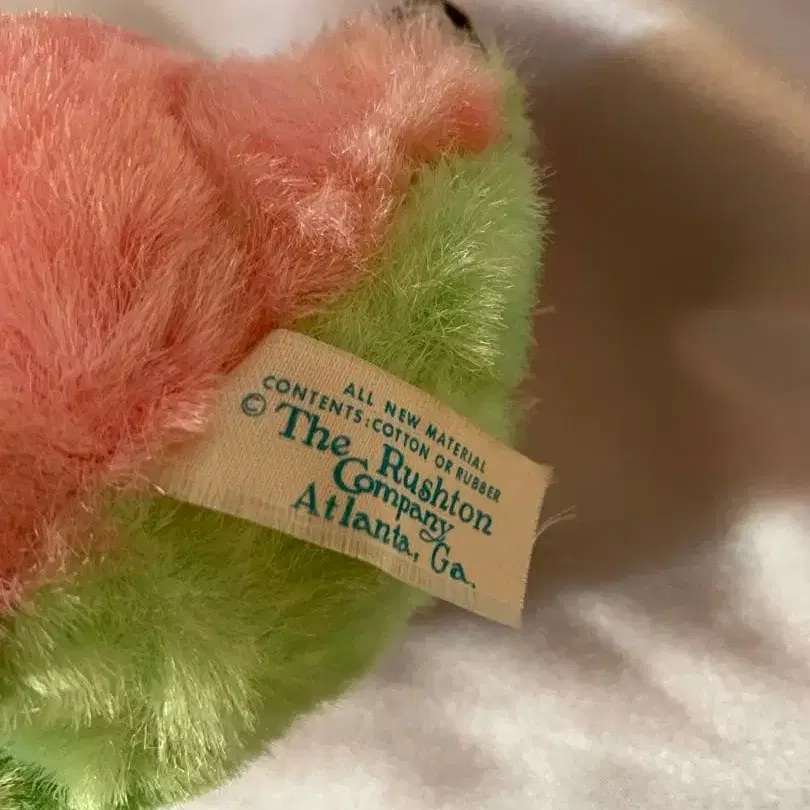 ALL NEW MATERIAL
CONTENTS:COTTON OR RUBBER
© The Rushton
Company,
Atlanta, Ga.